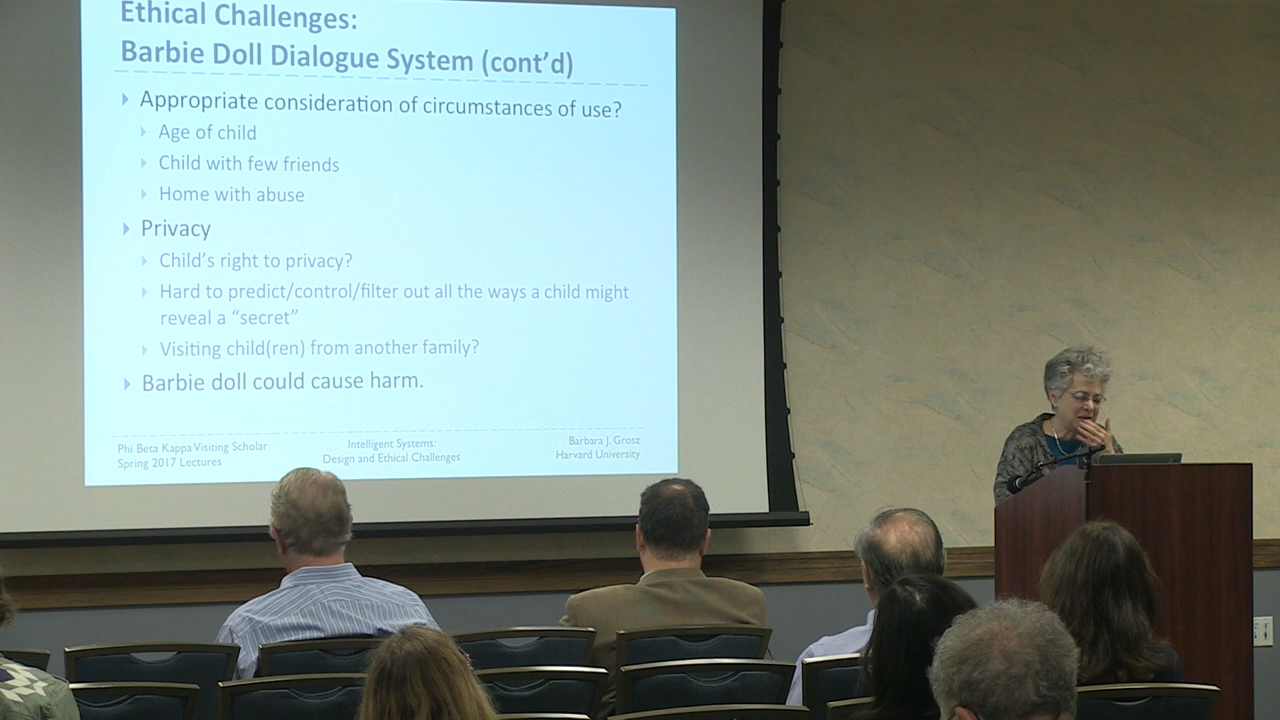 Ethical Challenges:
Barbie Doll Dialogue System (cont’d)
Appropriate consideration of circumstances of use?
Age of child
Child with few friends
Home with abuse
Privacy
Child’s right to privacy?
Hard to predict/control/filter out all the ways a child might
reveal a “secret”
Visiting child(ren) from another family?
Barbie doll could cause harm.
Phi Beta Kappa Visiting Scholar
Spring 2017 Lectures
Intelligent Systems:
Design and Ethical Challenges
Barbara J. Grosz
Harvard University